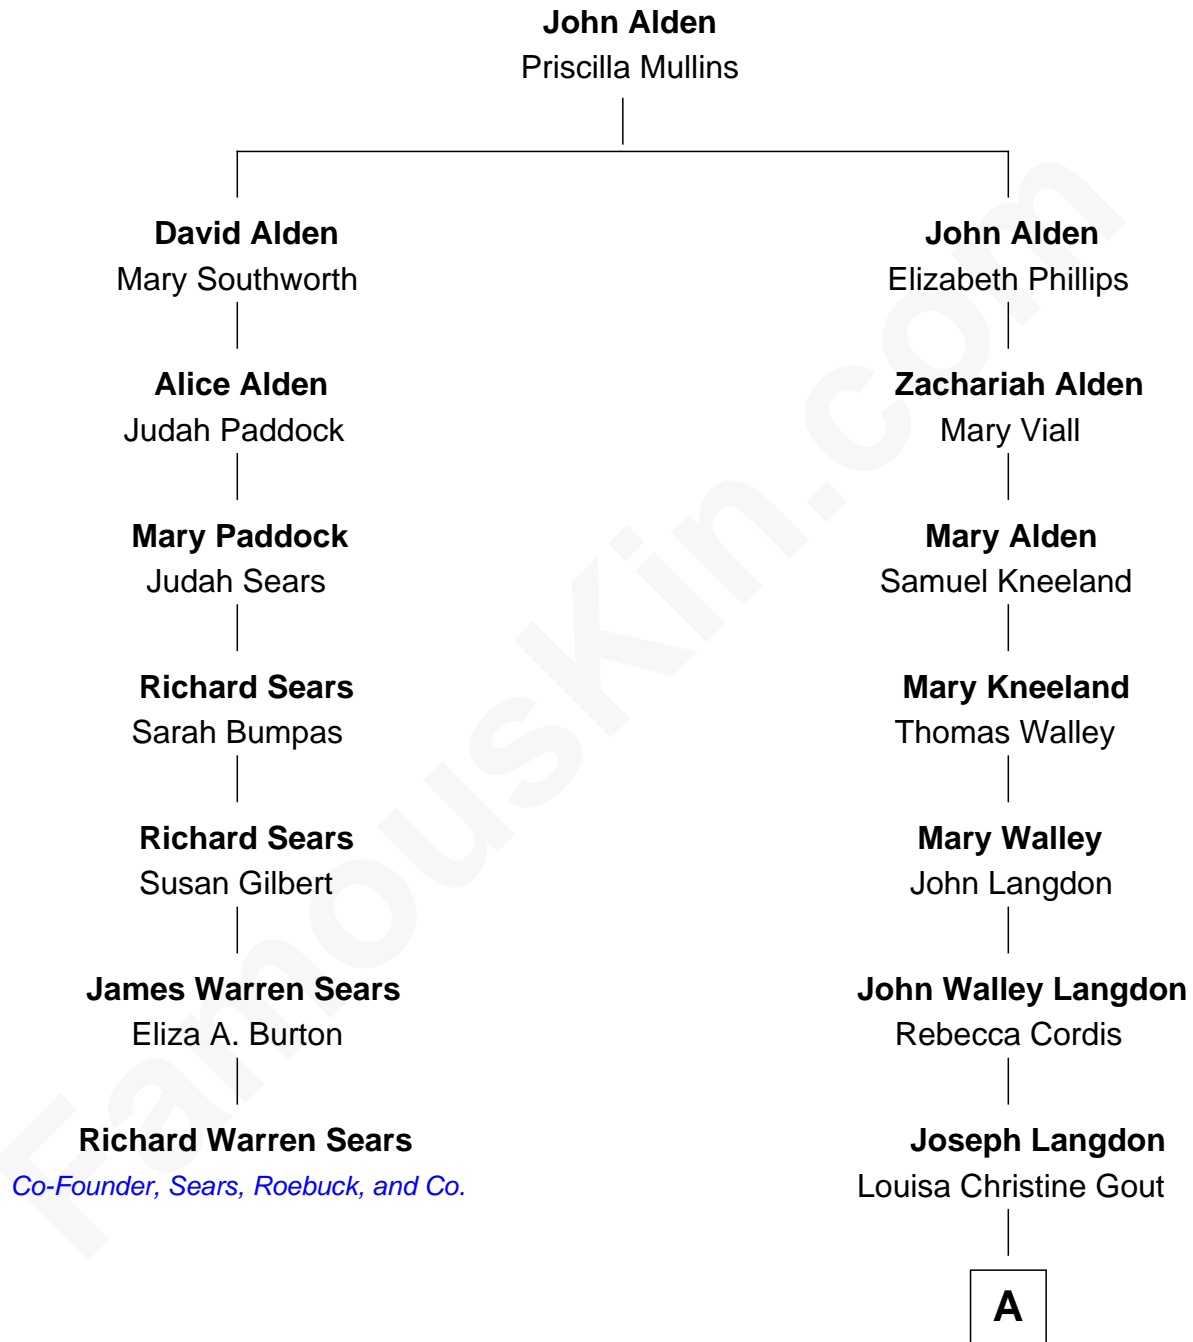 John Alden
Priscilla Mullins
David Alden
Mary Southworth
Alice Alden
Judah Paddock
Mary Paddock
Judah Sears
Richard Sears
Sarah Bumpas
Richard Sears
Susan Gilbert
James Warren Sears
Eliza A. Burton
Richard Warren Sears
Co-Founder, Sears, Roebuck, and Co.
John Alden
Elizabeth Phillips
Zachariah Alden
Mary Viall
Mary Alden
Samuel Kneeland
Mary Kneeland
Thomas Walley
Mary Walley
John Langdon
John Walley Langdon
Rebecca Cordis
Joseph Langdon
Louisa Christine Gout
A
FamousKin.com